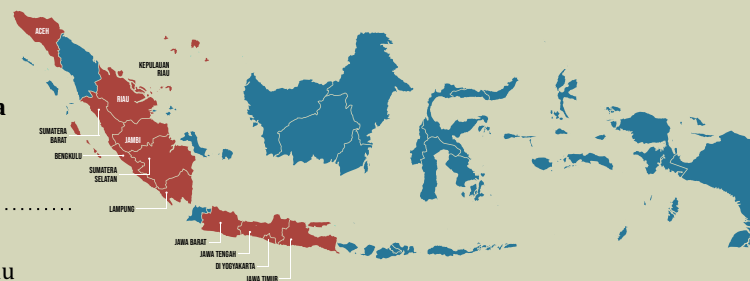 ACEH
KEPULAUAN
RIAU
RIAU
a
SUMATERA
BARAT
JAMBI
BENGKULU
SUMATERA
SELATAN
LAMPUNG
JAWA BARAT
JAWA TENGAH
DI YOGYAKARTA
JAWA TIMUR
u